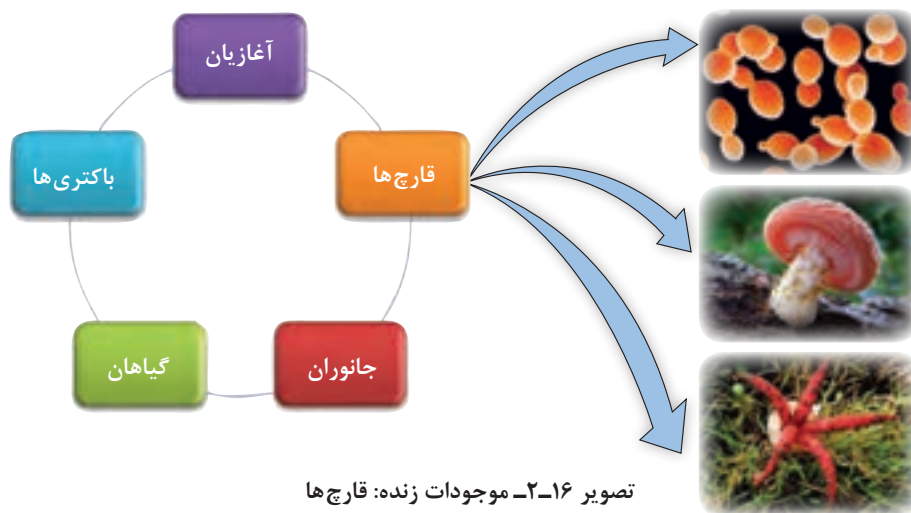 آغازیان
قارچ‌ها
باکتری‌ها
جانوران
گیاهان
تصویر ۱۶ـ۲ـ موجودات زنده: قارچ‌ها